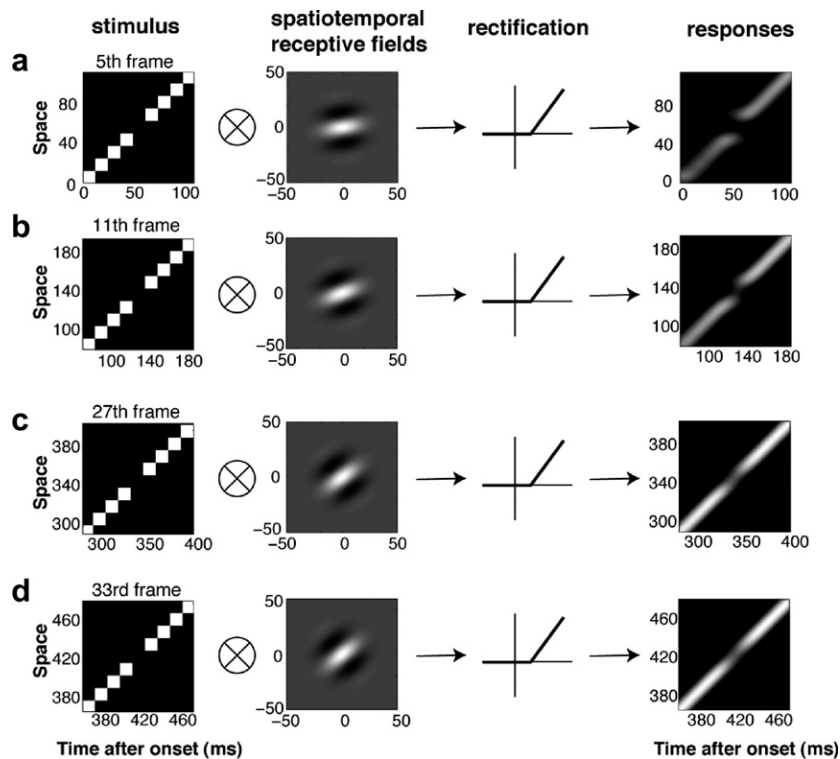 stimulus
spatiotemporal
receptive fields
rectification
responses
a
5th frame
Space
80
40
0
0 50 100
50
0
−50
−50 0 50
80
40
0
0 50 100
b
11th frame
Space
180
140
100
100 140 180
50
0
−50
−50 0 50
180
140
100
100 140 180
c
27th frame
Space
380
340
300
300 350 400
50
0
−50
−50 0 50
380
340
300
300 350 400
d
33rd frame
Space
460
420
380
380 420 460
50
0
−50
−50 0 50
460
420
380
380 420 460
Time after onset (ms)
Time after onset (ms)